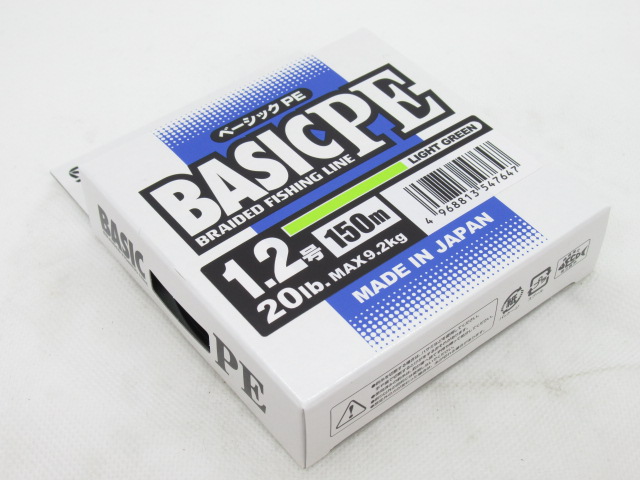 ベーシックPE
BASIC PE
BRAIDED FISHING LINE
LIGHT GREEN
1.2号 150m
20lb. MAX9.2kg
4 968813 547647
MADE IN JAPAN
BASIC PE